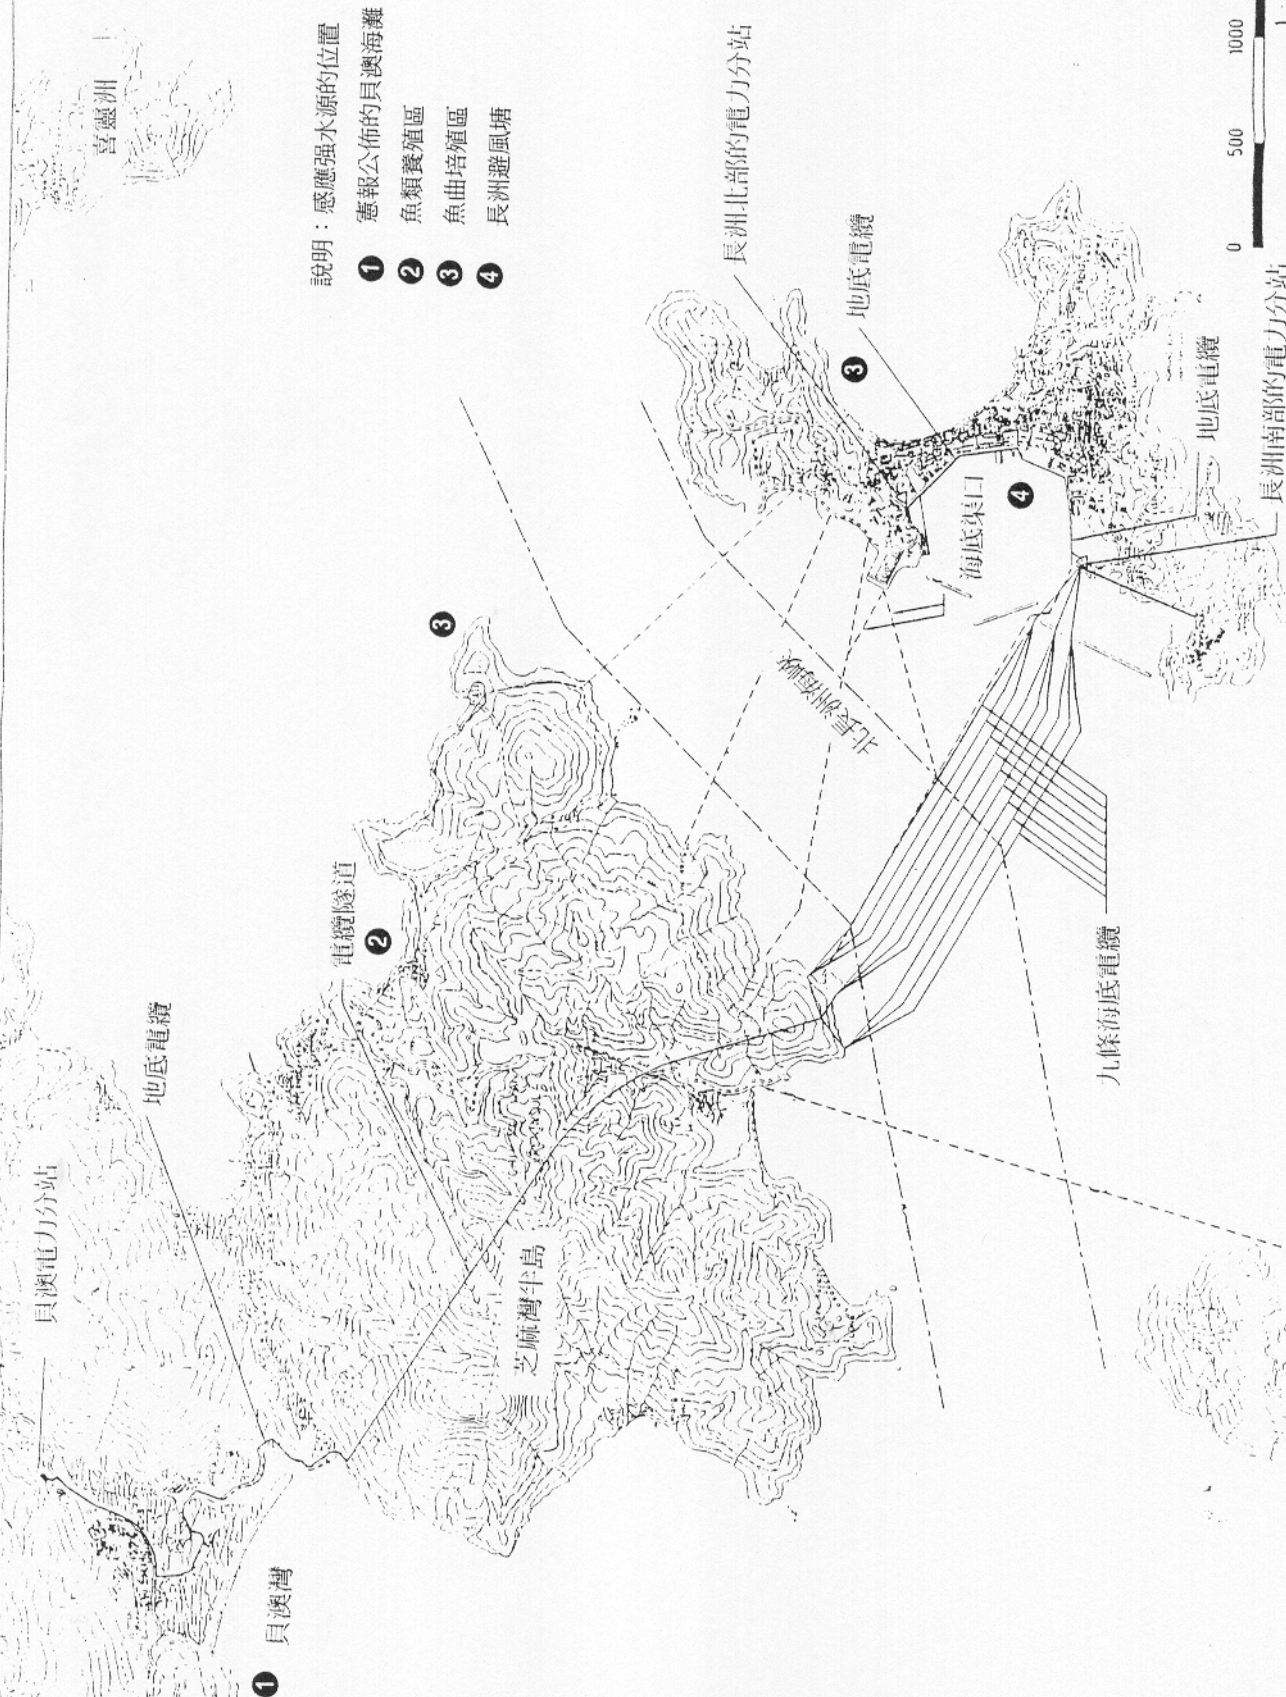 喜靈洲
說明：感應强水源的位置
❶ 憲報公佈的貝澳海灘
❷ 魚類養殖區
❸ 魚曲培殖區
❹ 長洲避風塘
貝澳電力分站
地底電纜
電纜隧道
❷
❶ 貝澳灣
芝麻灣半島
❸
北長洲海峽
九條海底電纜
長洲北部的電力分站
地底電纜
❸
海底渠口
❹
地底電纜
長洲南部的電力分站
0 500 1000